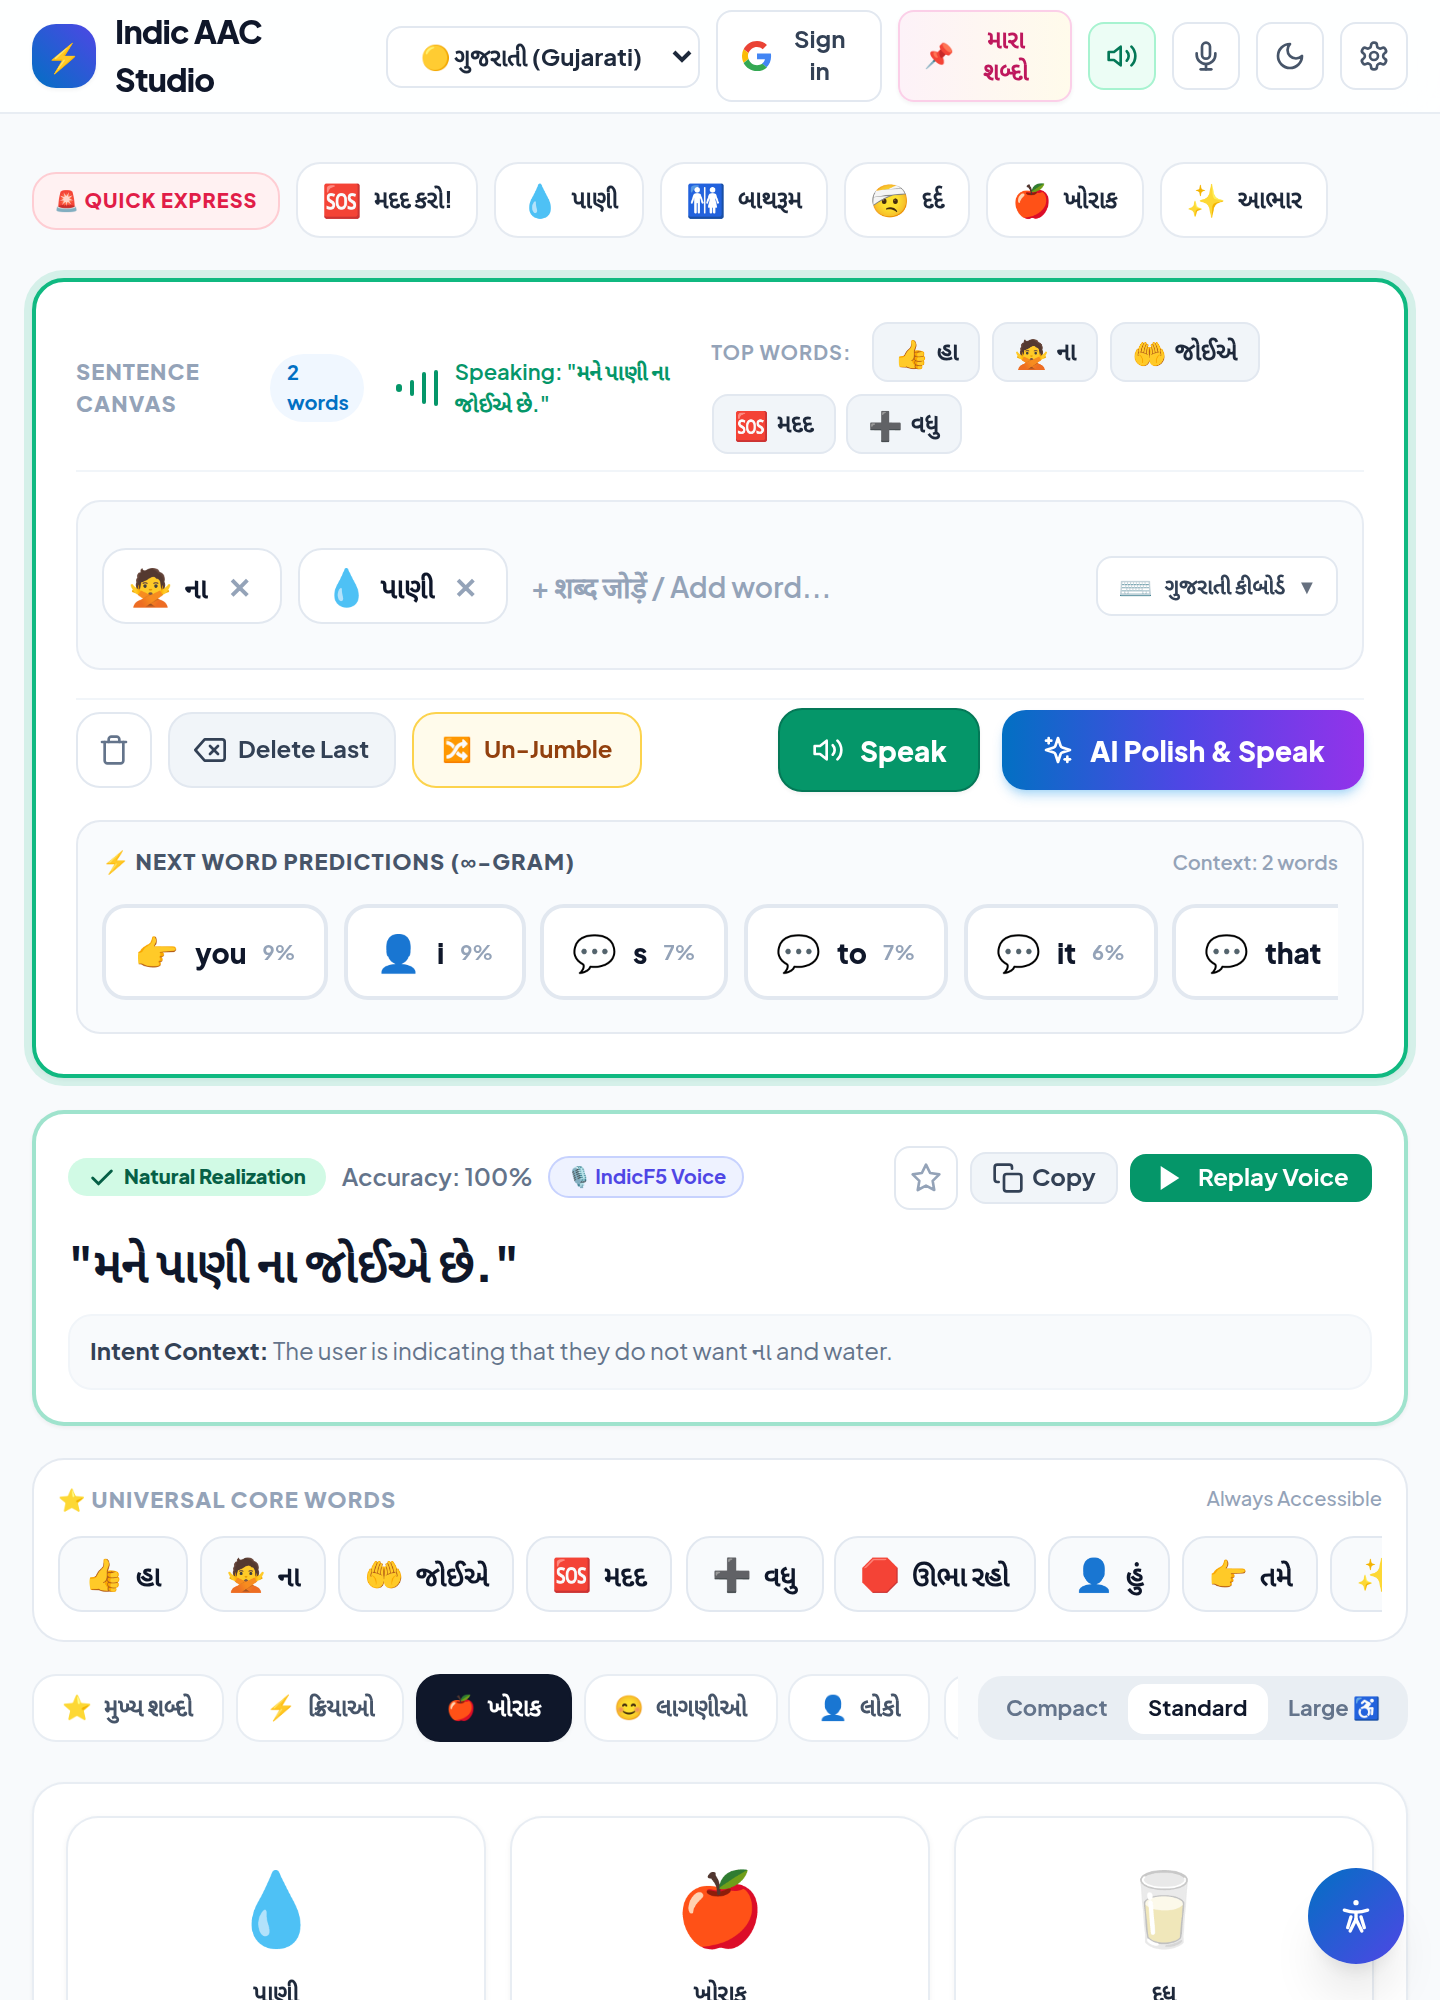 Indic AAC
Studio
ગુજરાતી (Gujarati)
Sign
in
મારા
શબ્દો
QUICK EXPRESS
SOS મદદ કરો!
પાણી
બાથરૂમ
દર્દ
ખોરાક
આભાર
SENTENCE
CANVAS
2
words
Speaking: "મને પાણી ના
જોઈએ છે."
TOP WORDS:
હા
ના
જોઈએ
SOS મદદ
વધુ
ના ✕
પાણી ✕
+ शब्द जोड़ें / Add word...
ગુજરાતી કીબોર્ડ ▼
Delete Last
Un-Jumble
Speak
AI Polish & Speak
NEXT WORD PREDICTIONS (∞-GRAM)
Context: 2 words
you 9%
i 9%
s 7%
to 7%
it 6%
that
Natural Realization
Accuracy: 100%
IndicF5 Voice
Copy
Replay Voice
"મને પાણી ના જોઈએ છે."
Intent Context: The user is indicating that they do not want ના and water.
UNIVERSAL CORE WORDS
Always Accessible
હા
ના
જોઈએ
SOS મદદ
વધુ
ઊભા રહો
હું
તમે
મુખ્ય શબ્દો
ક્રિયાઓ
ખોરાક
લાગણીઓ
લોકો
Compact
Standard
Large
પાણી
ખોરાક
દૂધ